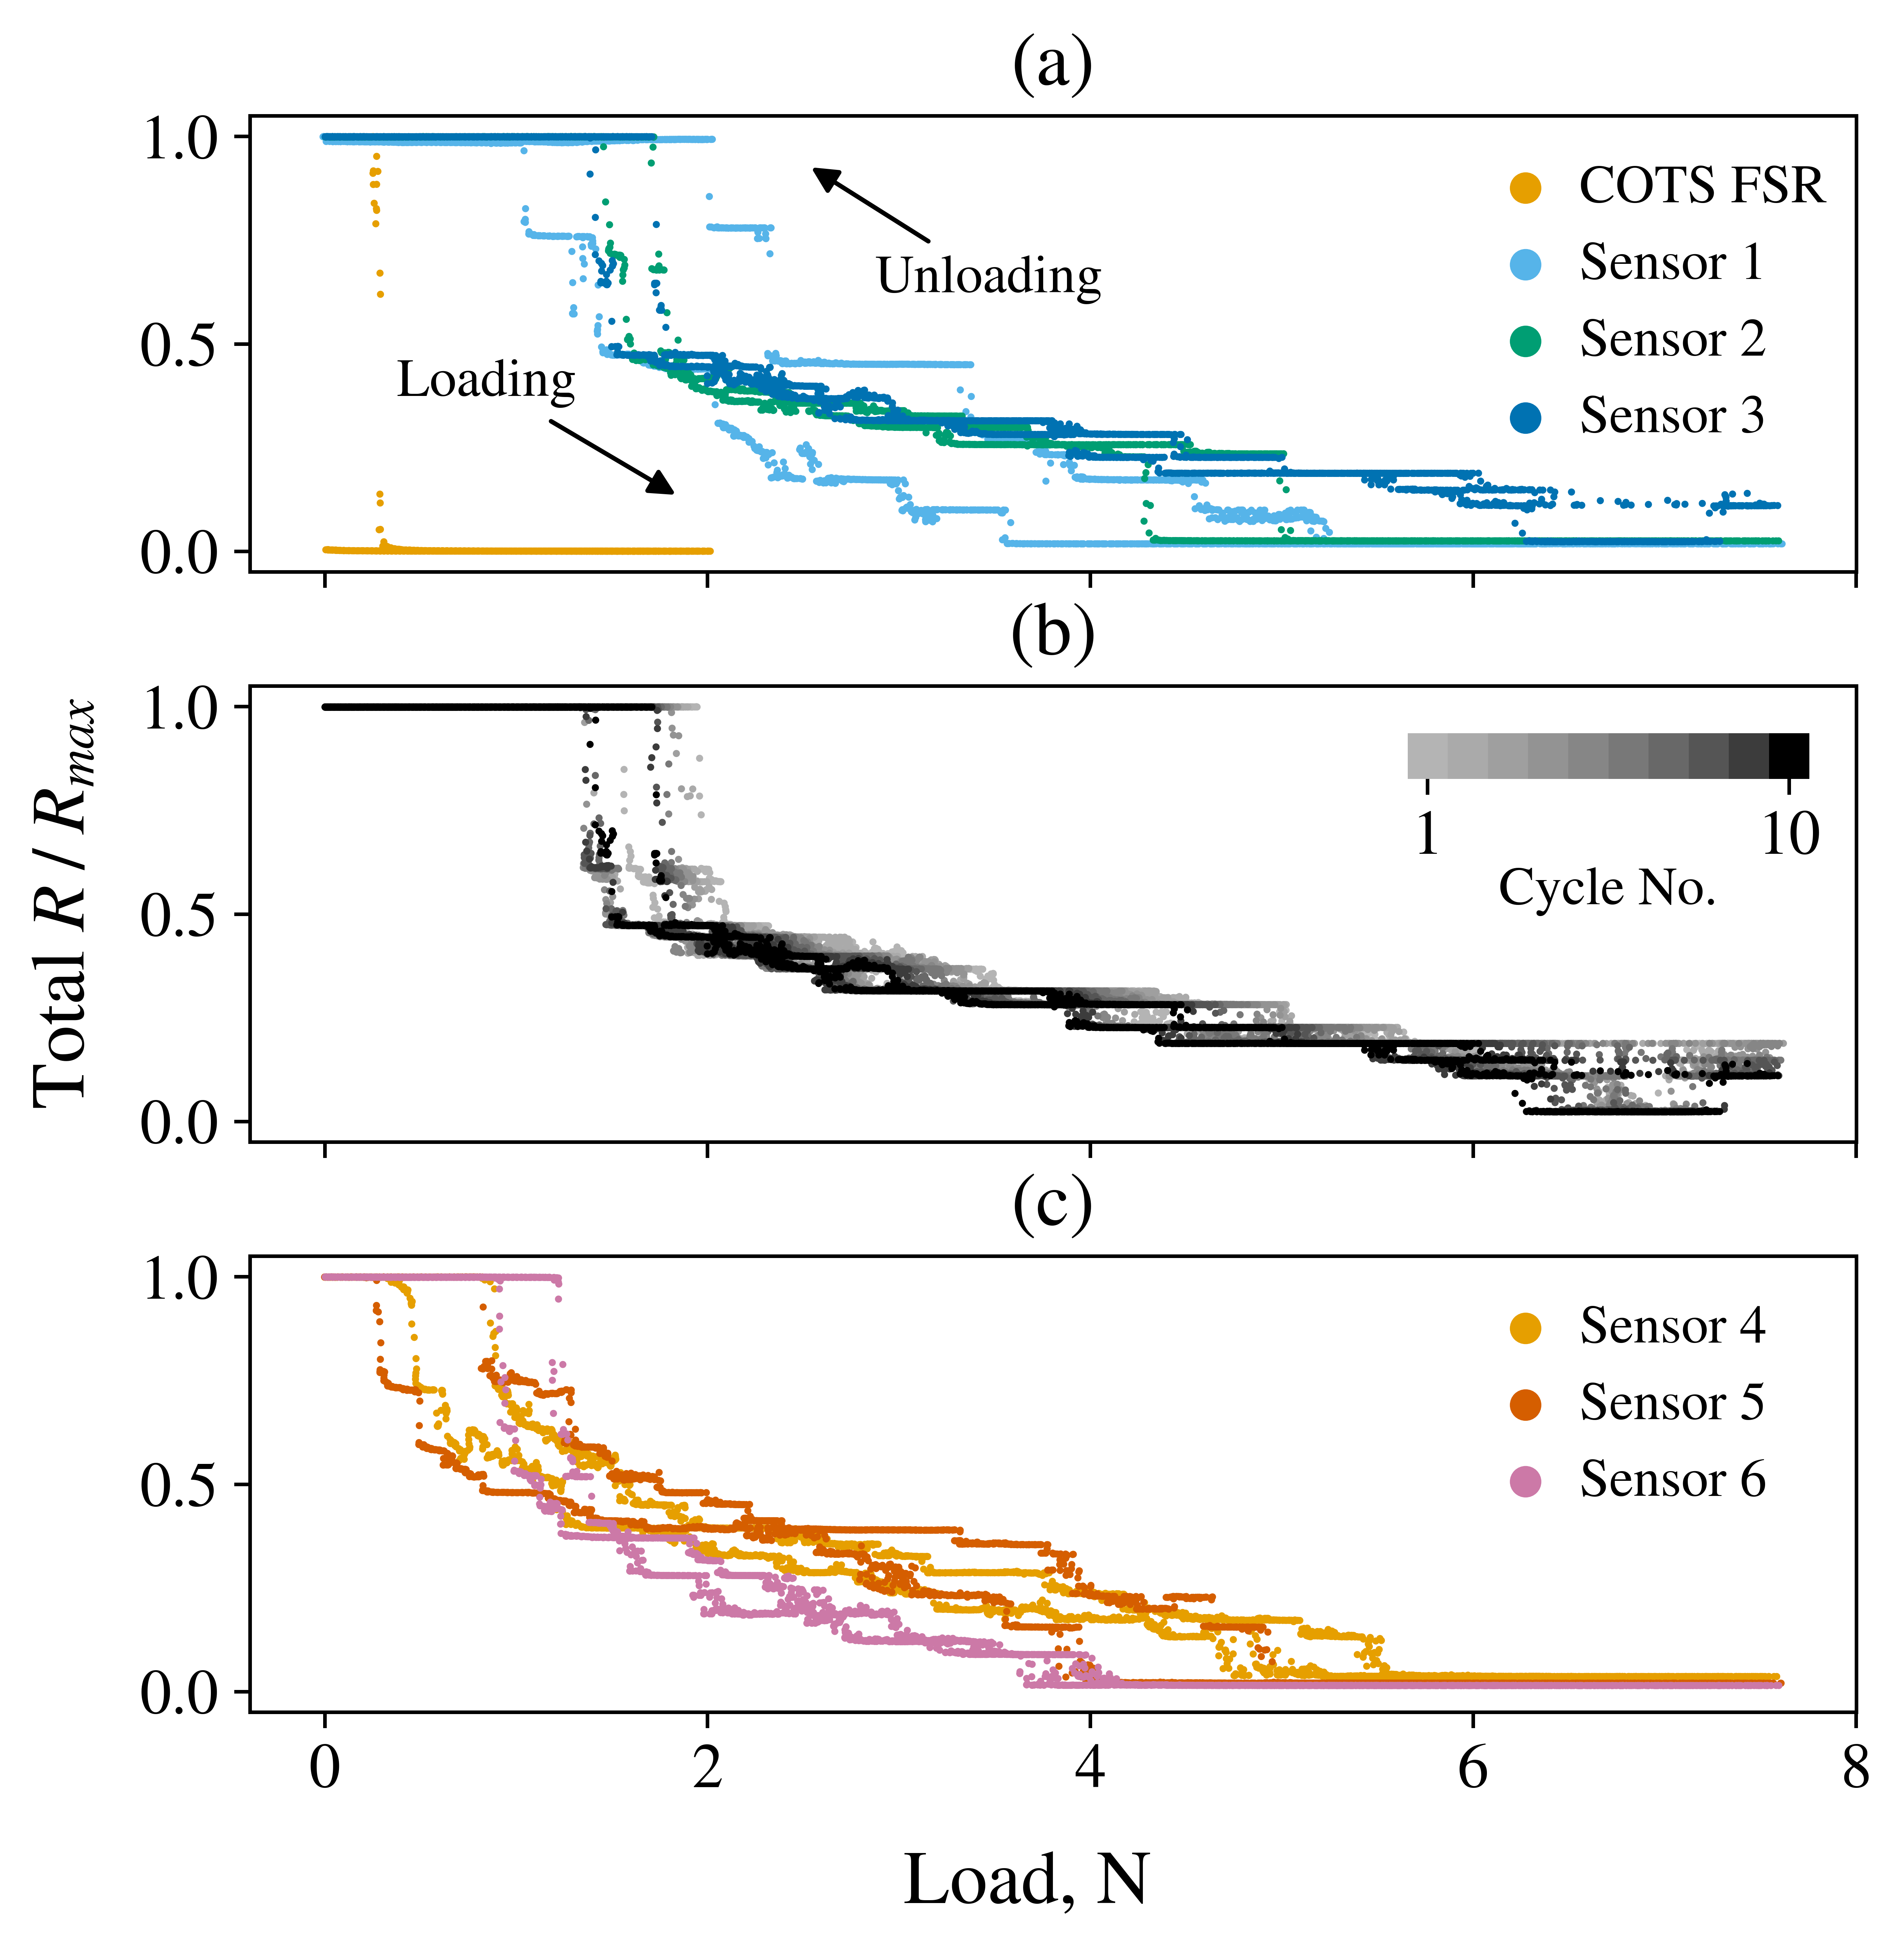 (a)
1.0
0.5
0.0
COTS FSR
Sensor 1
Sensor 2
Sensor 3
Unloading
Loading
(b)
1.0
0.5
0.0
1 10
Cycle No.
Total R / Rmax
(c)
1.0
0.5
0.0
Sensor 4
Sensor 5
Sensor 6
0 2 4 6 8
Load, N